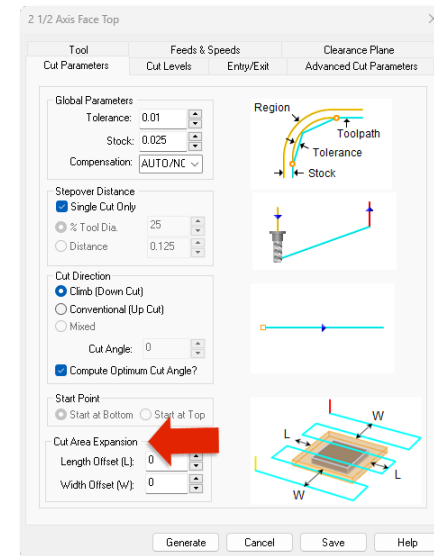 2 1/2 Axis Face Top
Tool Feeds & Speeds Clearance Plane
Cut Parameters Cut Levels Entry/Exit Advanced Cut Parameters
Global Parameters
Tolerance: 0.01
Stock: 0.025
Compensation: AUTO/NC
Region
Toolpath
Tolerance
Stock
Stepover Distance
Single Cut Only
% Tool Dia. 25
Distance 0.125
Cut Direction
Climb (Down Cut)
Conventional (Up Cut)
Mixed
Cut Angle: 0
Compute Optimum Cut Angle?
Start Point
Start at Bottom Start at Top
Cut Area Expansion
Length Offset (L): 0
Width Offset (W): 0
W
L
L
W
Generate Cancel Save Help